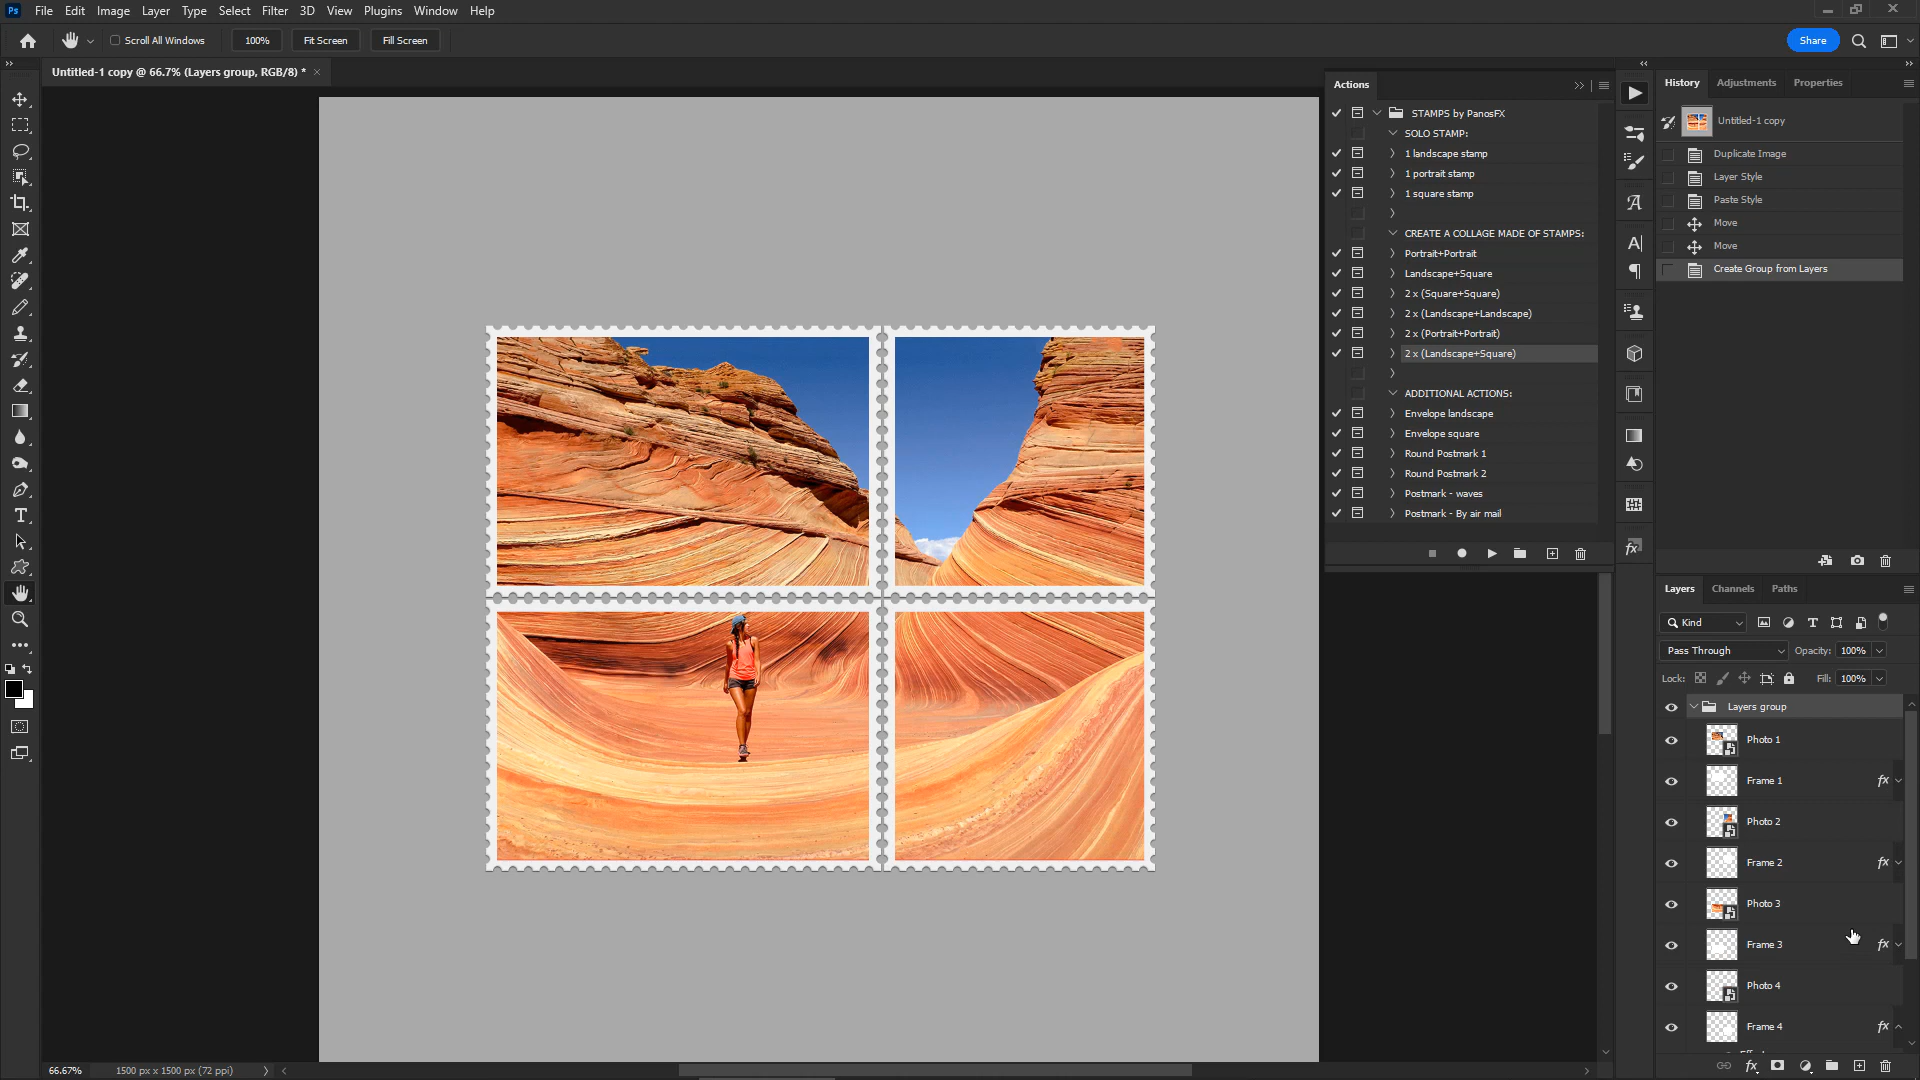 Ps File Edit Image Layer Type Select Filter 3D View Plugins Window Help
Scroll All Windows 100% Fit Screen Fill Screen Share
Untitled-1 copy @ 66.7% (Layers group, RGB/8) * ×
Actions
STAMPS by PanosFX
SOLO STAMP:
1 landscape stamp
1 portrait stamp
1 square stamp
CREATE A COLLAGE MADE OF STAMPS:
Portrait+Portrait
Landscape+Square
2 x (Square+Square)
2 x (Landscape+Landscape)
2 x (Portrait+Portrait)
2 x (Landscape+Square)
ADDITIONAL ACTIONS:
Envelope landscape
Envelope square
Round Postmark 1
Round Postmark 2
Postmark - waves
Postmark - By air mail
History Adjustments Properties
Untitled-1 copy
Duplicate Image
Layer Style
Paste Style
Move
Move
Create Group from Layers
Layers Channels Paths
Kind
Pass Through Opacity: 100%
Lock: Fill: 100%
Layers group
Photo 1
Frame 1 fx
Photo 2
Frame 2 fx
Photo 3
Frame 3 fx
Photo 4
Frame 4 fx
66.67% 1500 px x 1500 px (72 ppi)